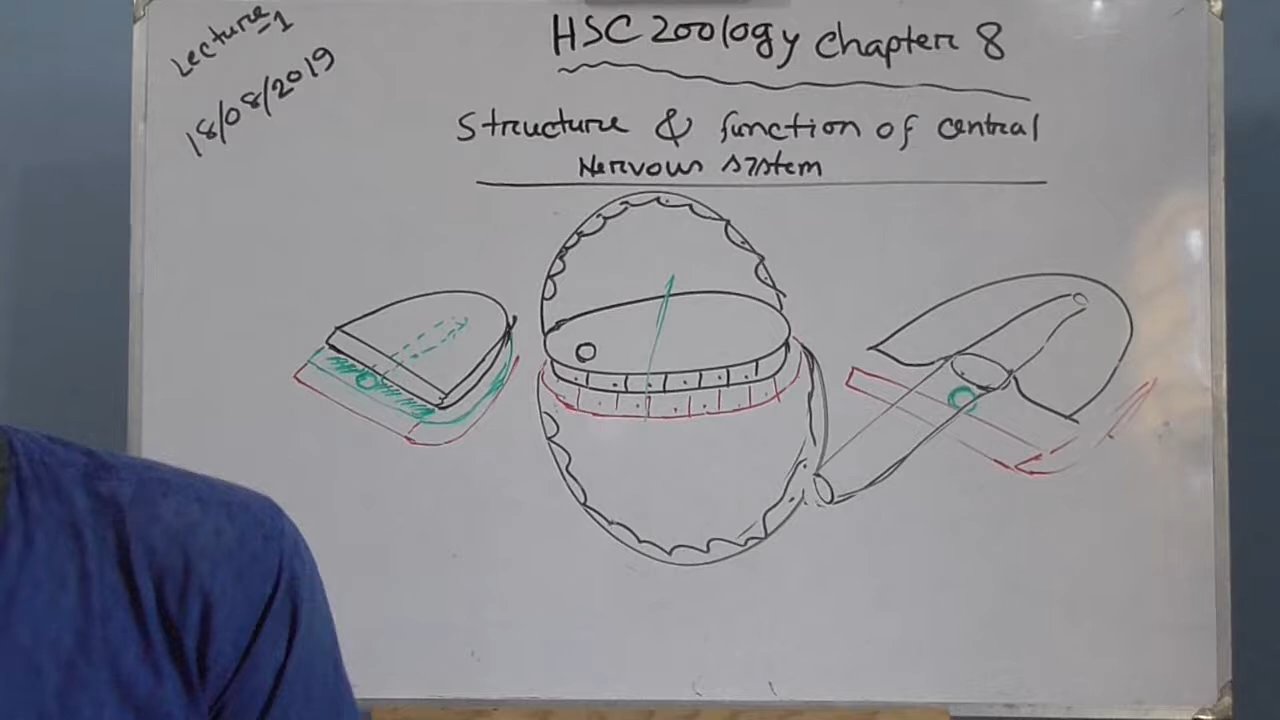 Lecture-1
18/08/2019
HSC Zoology chapter 8
Structure & function of central
Nervous system